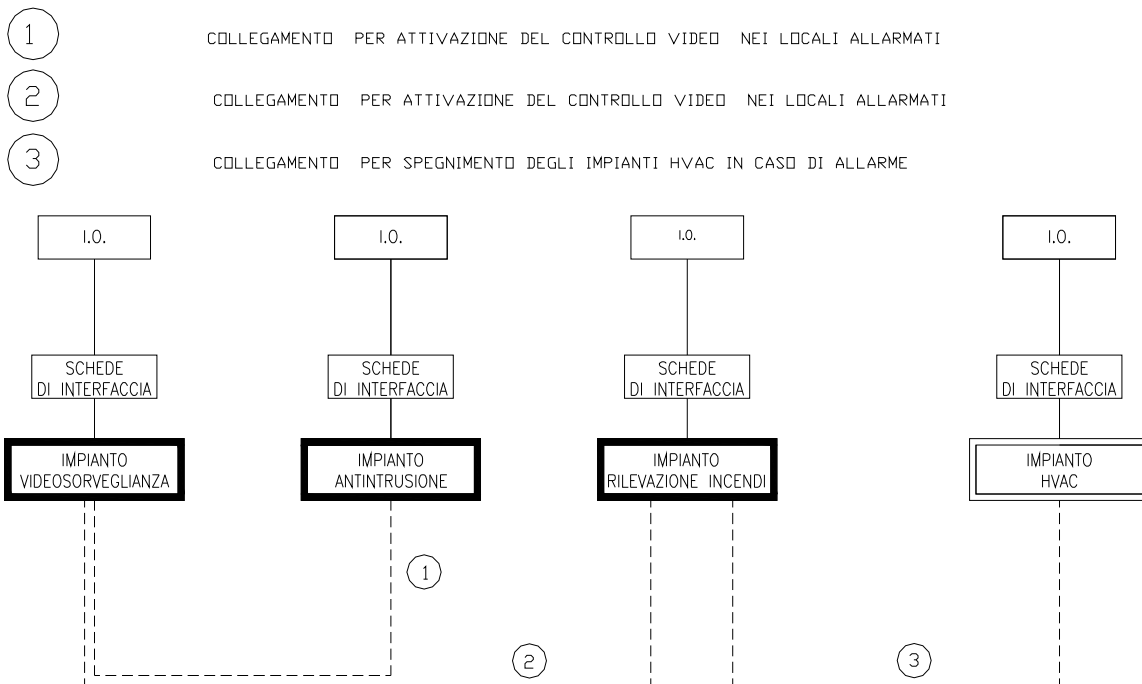 1 COLLEGAMENTO PER ATTIVAZIONE DEL CONTROLLO VIDEO NEI LOCALI ALLARMATI
2 COLLEGAMENTO PER ATTIVAZIONE DEL CONTROLLO VIDEO NEI LOCALI ALLARMATI
3 COLLEGAMENTO PER SPEGNIMENTO DEGLI IMPIANTI HVAC IN CASO DI ALLARME
I.O.
I.O.
I.O.
I.O.
SCHEDE
DI INTERFACCIA
SCHEDE
DI INTERFACCIA
SCHEDE
DI INTERFACCIA
SCHEDE
DI INTERFACCIA
IMPIANTO
VIDEOSORVEGLIANZA
IMPIANTO
ANTINTRUSIONE
IMPIANTO
RILEVAZIONE INCENDI
IMPIANTO
HVAC
1
2
3